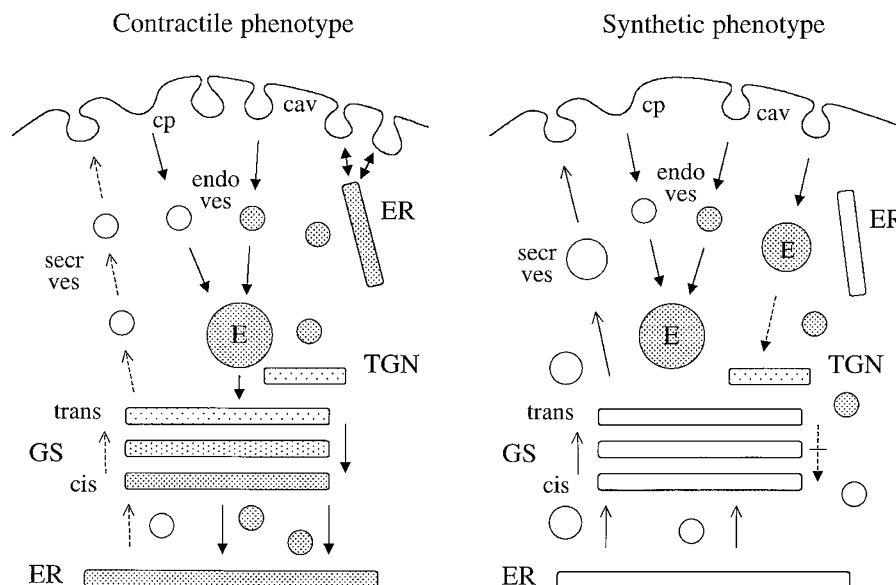 Contractile phenotype
cp
cav
endo
ves
ER
secr
ves
E
TGN
trans
GS
cis
ER
Synthetic phenotype
cp
cav
endo
ves
ER
secr
ves
E
E
TGN
trans
GS
cis
ER